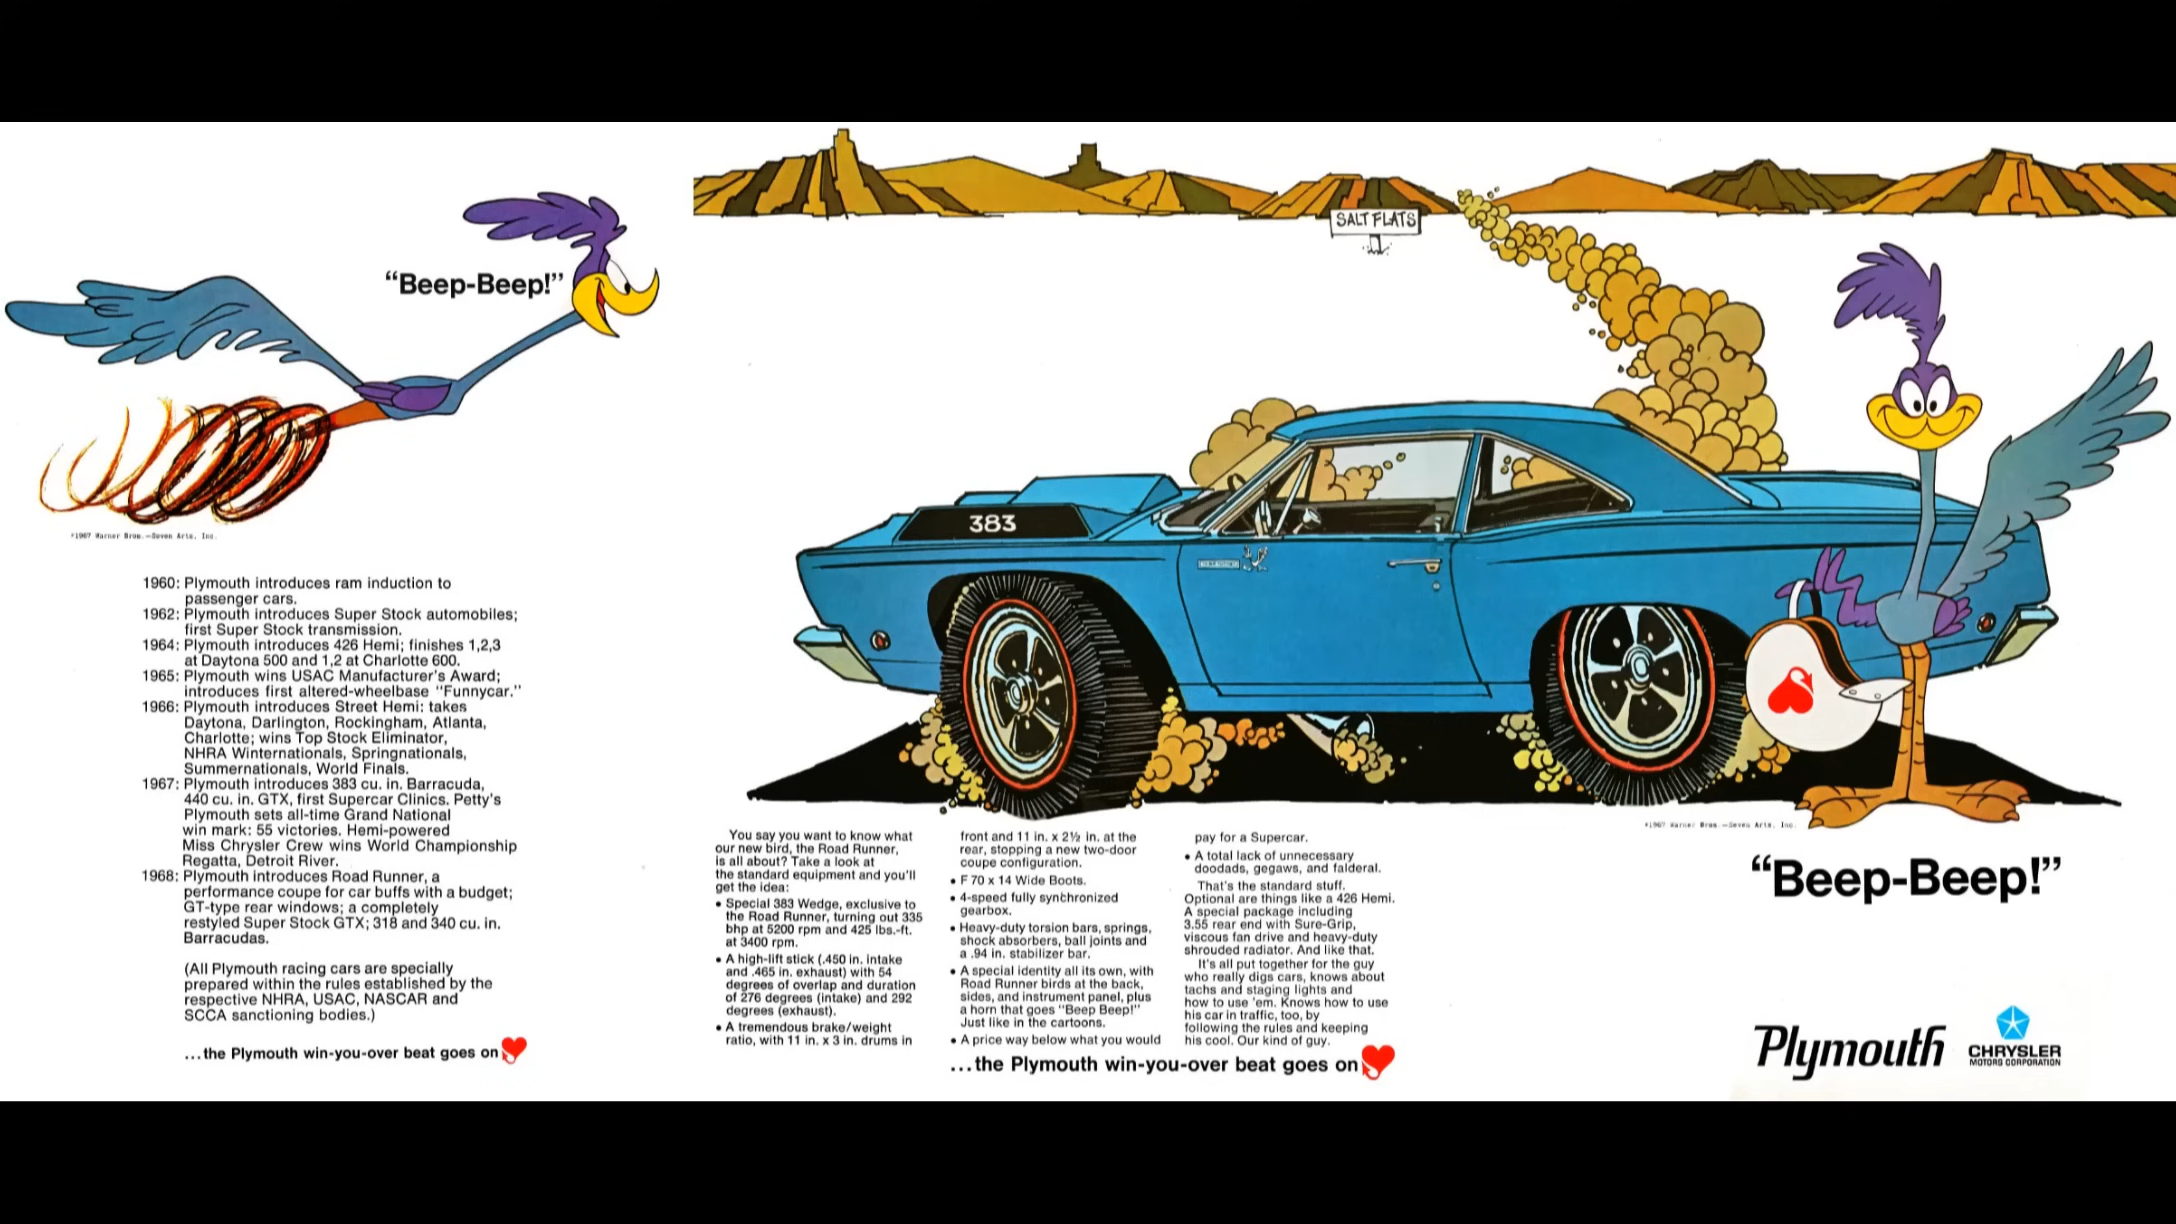 “Beep-Beep!”
©1967 Warner Bros.—Seven Arts, Inc.
1960: Plymouth introduces ram induction to
passenger cars.
1962: Plymouth introduces Super Stock automobiles;
first Super Stock transmission.
1964: Plymouth introduces 426 Hemi; finishes 1,2,3
at Daytona 500 and 1,2 at Charlotte 600.
1965: Plymouth wins USAC Manufacturer's Award;
introduces first altered-wheelbase "Funnycar."
1966: Plymouth introduces Street Hemi: takes
Daytona, Darlington, Rockingham, Atlanta,
Charlotte; wins Top Stock Eliminator,
NHRA Winternationals, Springnationals,
Summernationals, World Finals.
1967: Plymouth introduces 383 cu. in. Barracuda,
440 cu. in. GTX, first Supercar Clinics. Petty's
Plymouth sets all-time Grand National
win mark: 55 victories. Hemi-powered
Miss Chrysler Crew wins World Championship
Regatta, Detroit River.
1968: Plymouth introduces Road Runner, a
performance coupe for car buffs with a budget;
GT-type rear windows; a completely
restyled Super Stock GTX; 318 and 340 cu. in.
Barracudas.
(All Plymouth racing cars are specially
prepared within the rules established by the
respective NHRA, USAC, NASCAR and
SCCA sanctioning bodies.)
...the Plymouth win-you-over beat goes on
SALT FLATS
383
©1967 Warner Bros.—Seven Arts, Inc.
You say you want to know what
our new bird, the Road Runner,
is all about? Take a look at
the standard equipment and you'll
get the idea:
• Special 383 Wedge, exclusive to
the Road Runner, turning out 335
bhp at 5200 rpm and 425 lbs.-ft.
at 3400 rpm.
• A high-lift stick (.450 in. intake
and .465 in. exhaust) with 54
degrees of overlap and duration
of 276 degrees (intake) and 292
degrees (exhaust).
• A tremendous brake/weight
ratio, with 11 in. x 3 in. drums in
front and 11 in. x 2½ in. at the
rear, stopping a new two-door
coupe configuration.
• F 70 x 14 Wide Boots.
• 4-speed fully synchronized
gearbox.
• Heavy-duty torsion bars, springs,
shock absorbers, ball joints and
a .94 in. stabilizer bar.
• A special identity all its own, with
Road Runner birds at the back,
sides, and instrument panel, plus
a horn that goes "Beep Beep!"
Just like in the cartoons.
• A price way below what you would
pay for a Supercar.
• A total lack of unnecessary
doodads, gegaws, and falderal.
That's the standard stuff.
Optional are things like a 426 Hemi.
A special package including
3.55 rear end with Sure-Grip,
viscous fan drive and heavy-duty
shrouded radiator. And like that.
It's all put together for the guy
who really digs cars, knows about
tachs and staging lights and
how to use 'em. Knows how to use
his car in traffic, too, by
following the rules and keeping
his cool. Our kind of guy.
...the Plymouth win-you-over beat goes on
“Beep-Beep!”
Plymouth
CHRYSLER
MOTORS CORPORATION